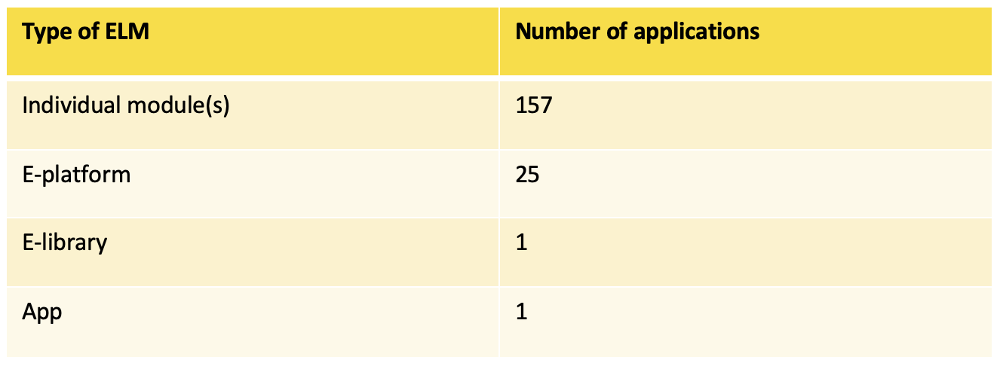 Type of ELM Number of applications
Individual module(s) 157
E-platform 25
E-library 1
App 1